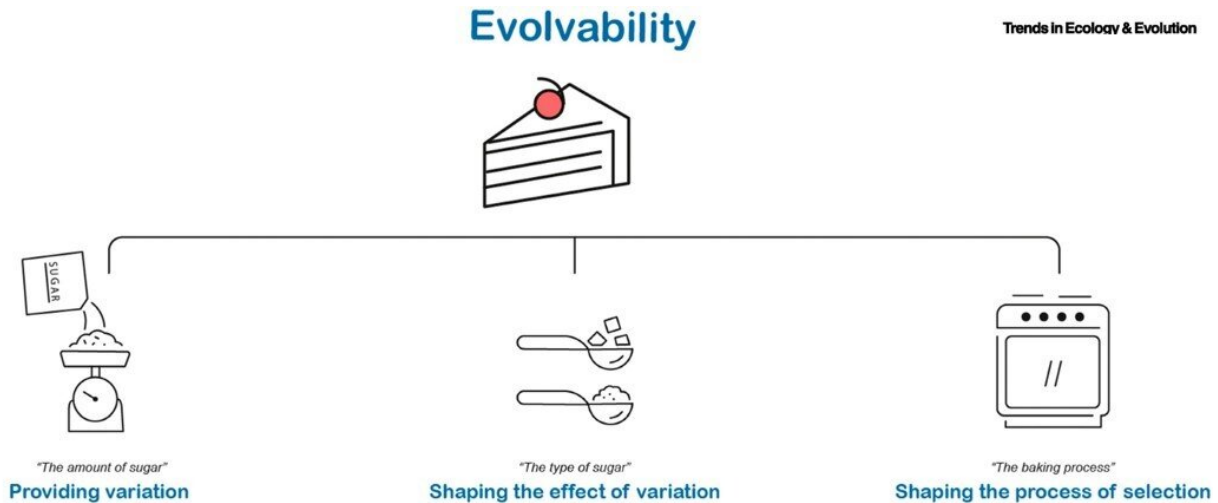 Evolvability
Trends in Ecology & Evolution
SUGAR
"The amount of sugar"
Providing variation
"The type of sugar"
Shaping the effect of variation
"The baking process"
Shaping the process of selection